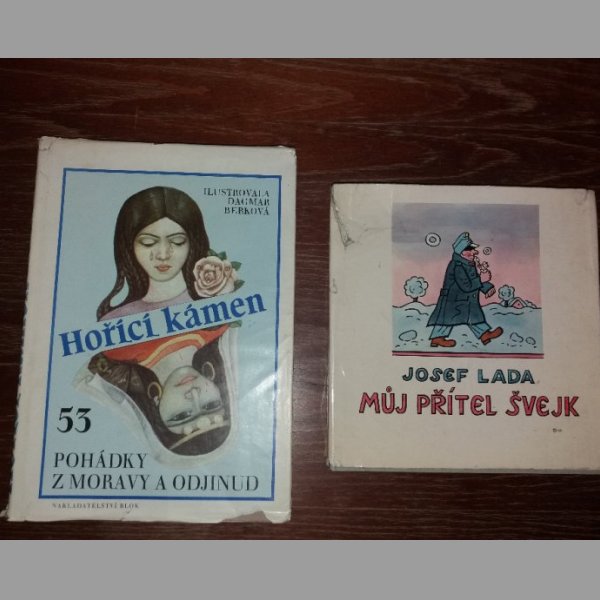 ILUSTROVALA
DAGMAR
BERKOVÁ
Hořící kámen
53
POHÁDKY
Z MORAVY A ODJINUD
NAKLADATELSTVÍ BLOK
JOSEF LADA
MŮJ PŘÍTEL ŠVEJK